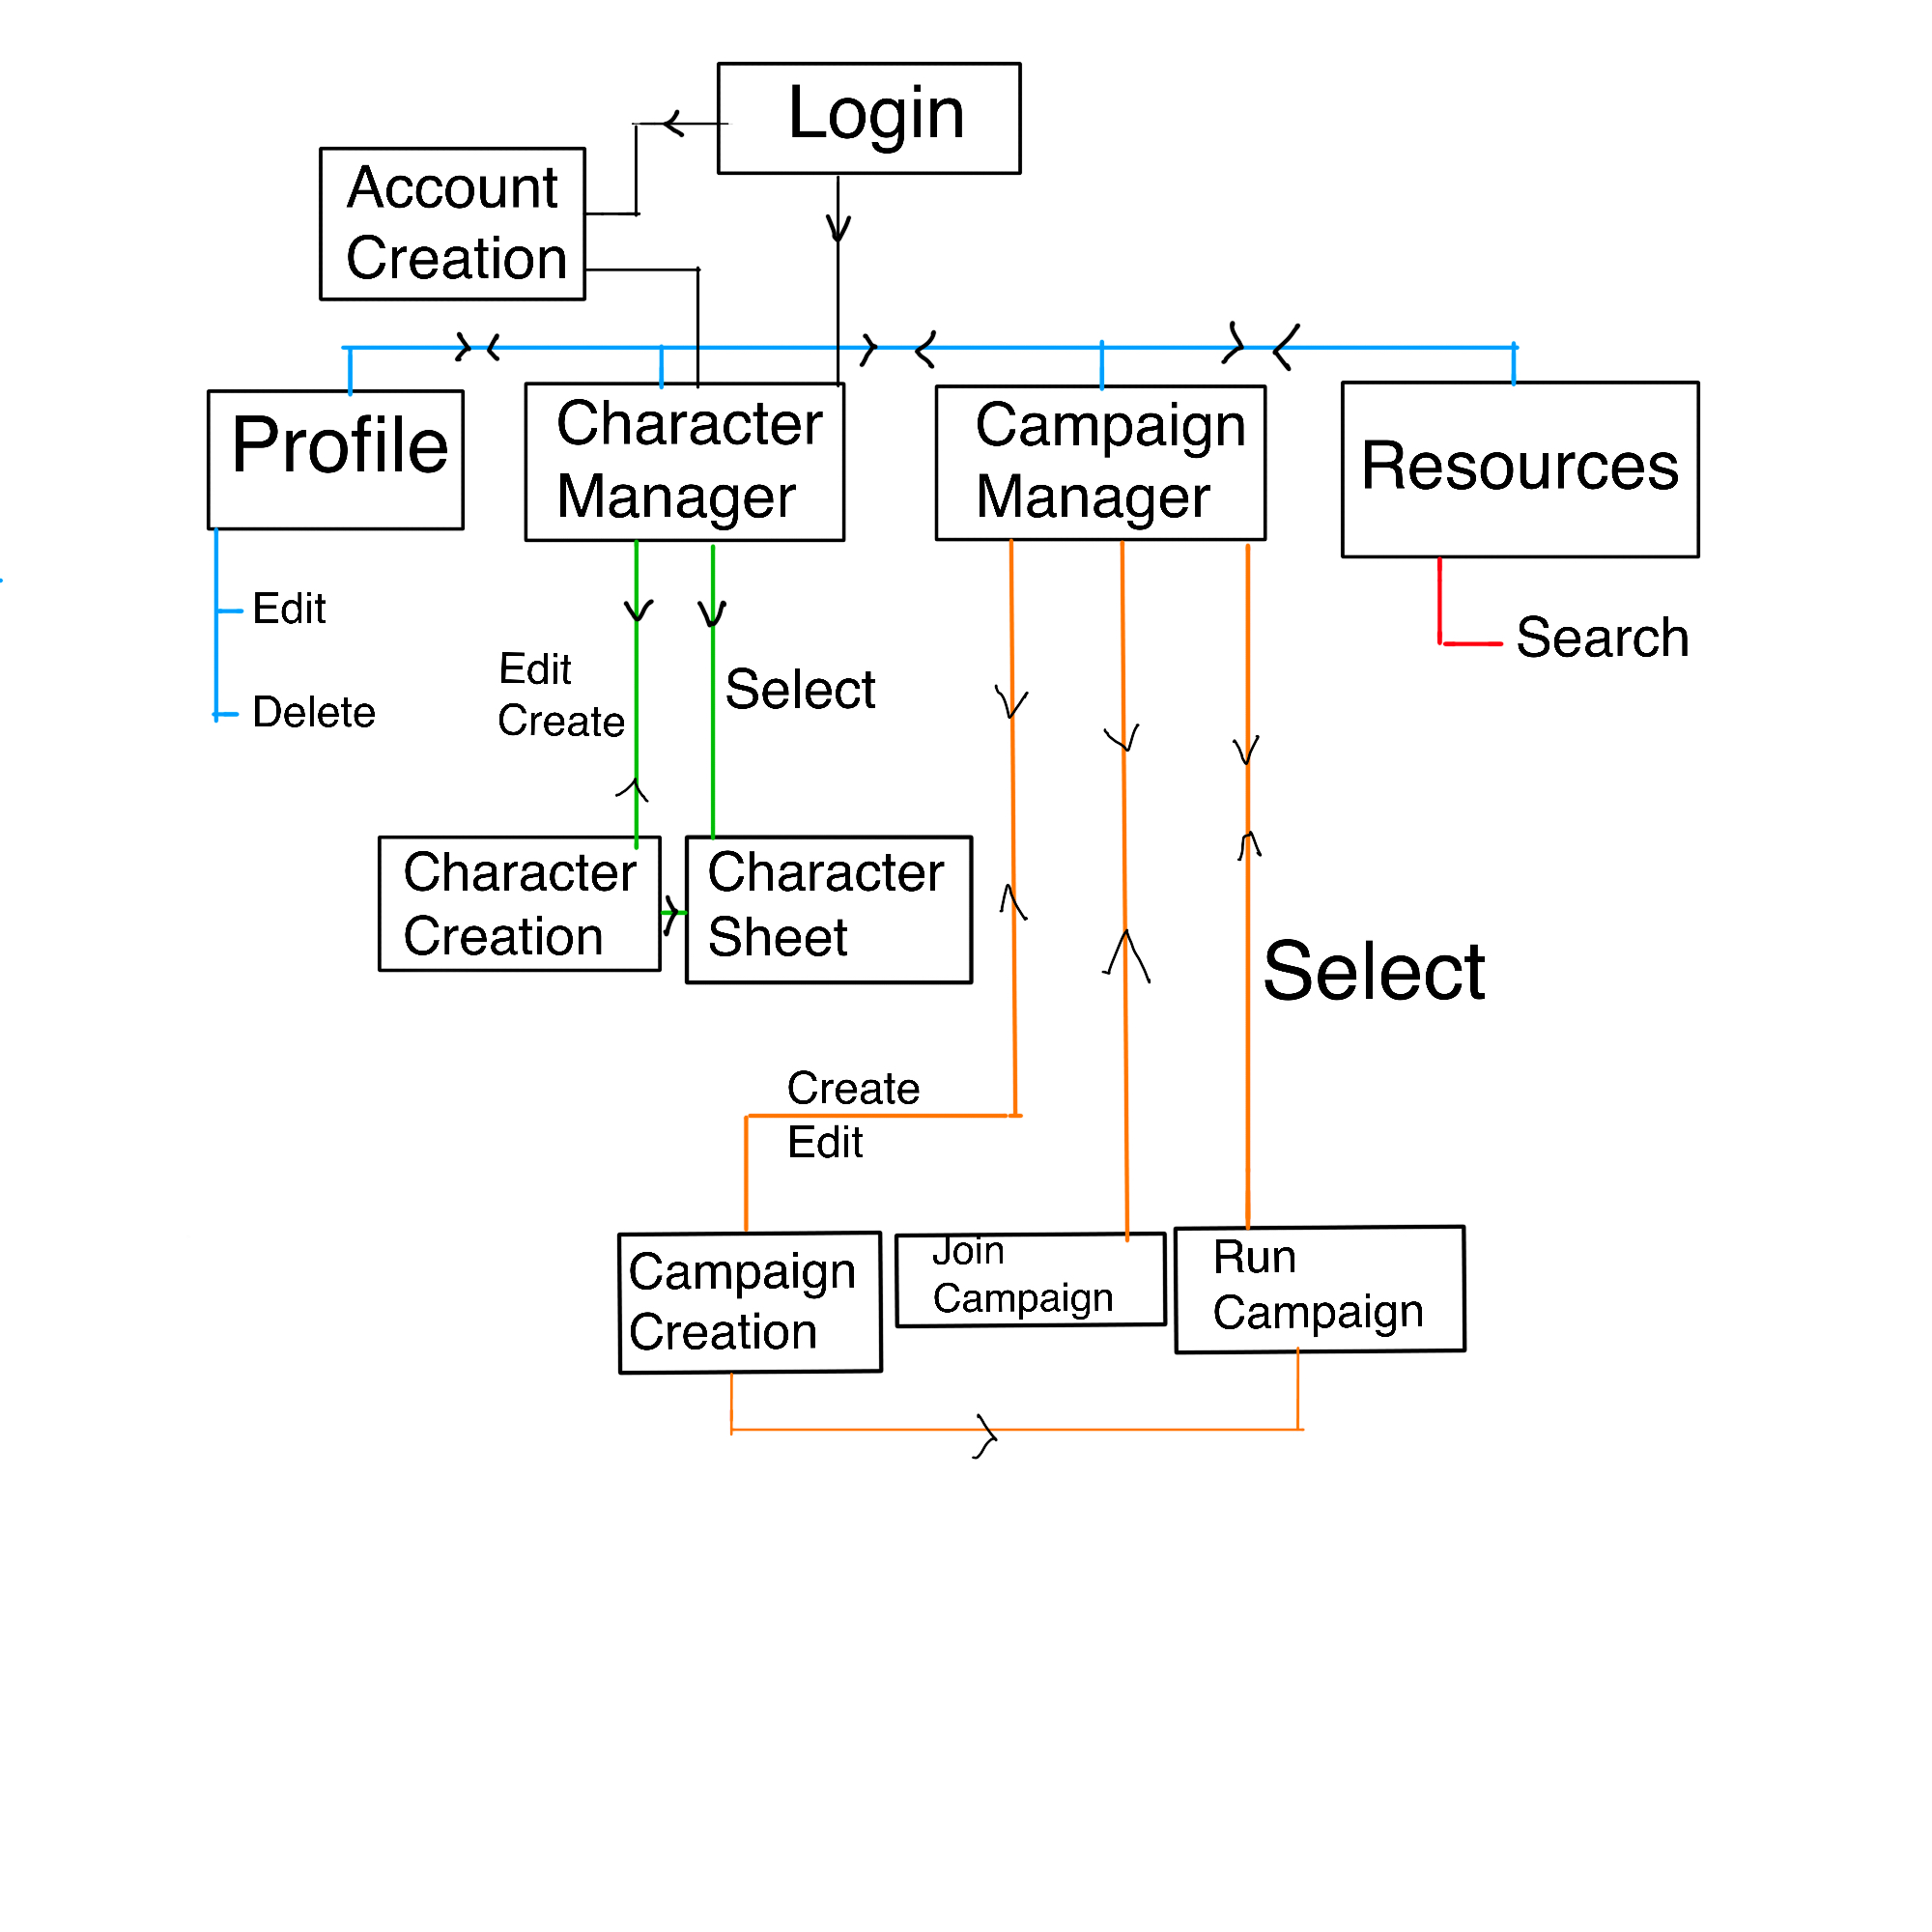 Login
Account
Creation
Profile
Character
Manager
Campaign
Manager
Resources
Edit
Delete
Edit
Create
Select
Search
Character
Creation
Character
Sheet
Select
Create
Edit
Campaign
Creation
Join
Campaign
Run
Campaign